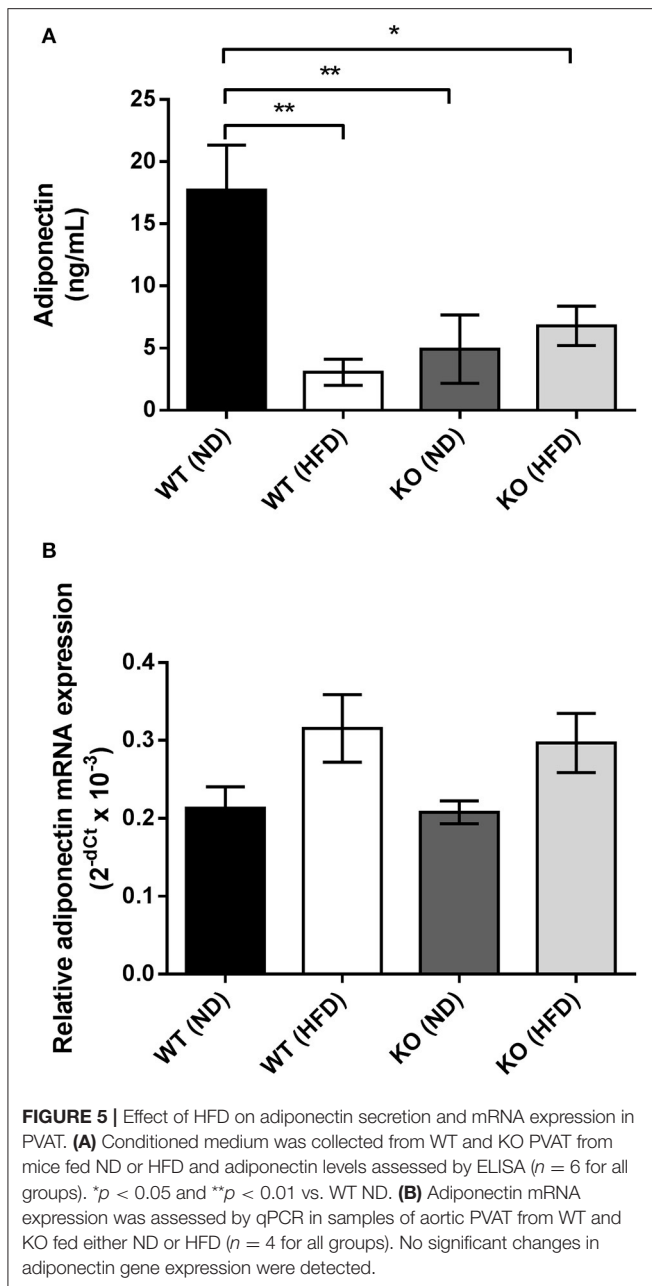 A
*
**
**
25
20
15
10
5
0
Adiponectin
(ng/mL)
WT (ND)
WT (HFD)
KO (ND)
KO (HFD)
B
0.4
0.3
0.2
0.1
0.0
Relative adiponectin mRNA expression
(2^-dCt x 10^-3)
WT (ND)
WT (HFD)
KO (ND)
KO (HFD)
FIGURE 5 | Effect of HFD on adiponectin secretion and mRNA expression in
PVAT. (A) Conditioned medium was collected from WT and KO PVAT from
mice fed ND or HFD and adiponectin levels assessed by ELISA (n = 6 for all
groups). *p < 0.05 and **p < 0.01 vs. WT ND. (B) Adiponectin mRNA
expression was assessed by qPCR in samples of aortic PVAT from WT and
KO fed either ND or HFD (n = 4 for all groups). No significant changes in
adiponectin gene expression were detected.